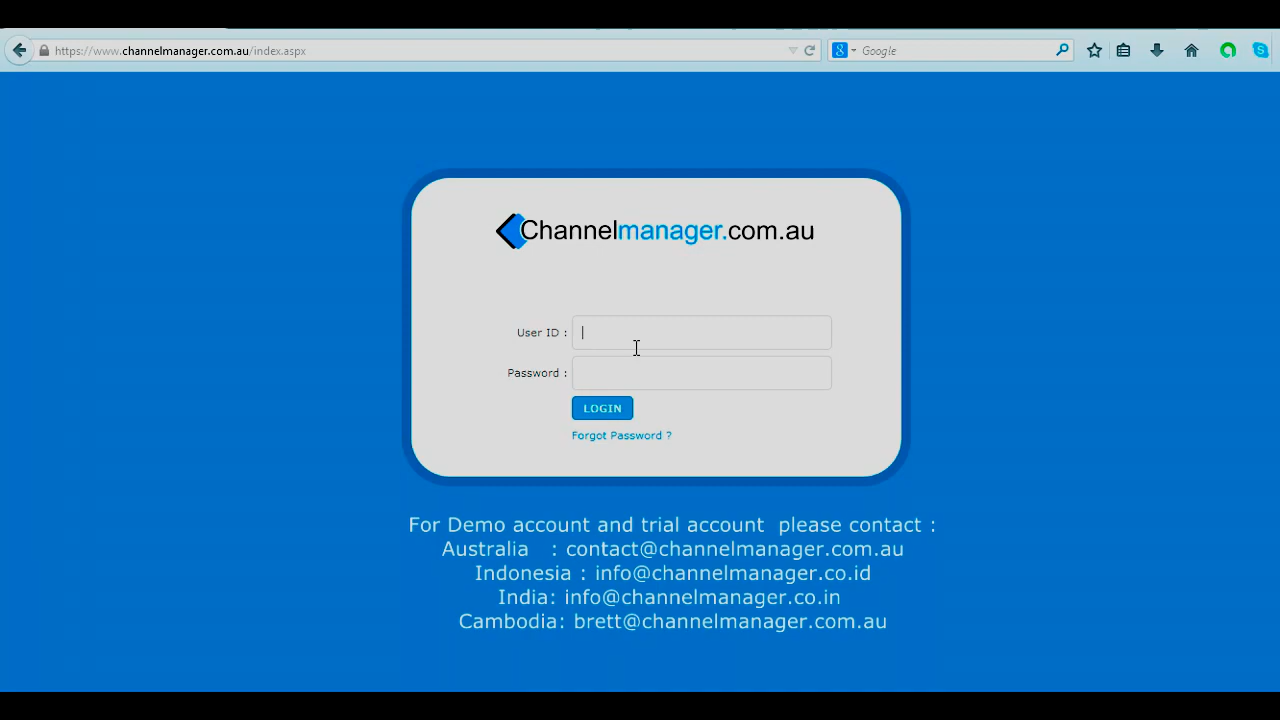 https://www.channelmanager.com.au/index.aspx
Google
Channelmanager.com.au
User ID :
Password :
LOGIN
Forgot Password ?
For Demo account and trial account please contact :
Australia : contact@channelmanager.com.au
Indonesia : info@channelmanager.co.id
India: info@channelmanager.co.in
Cambodia: brett@channelmanager.com.au